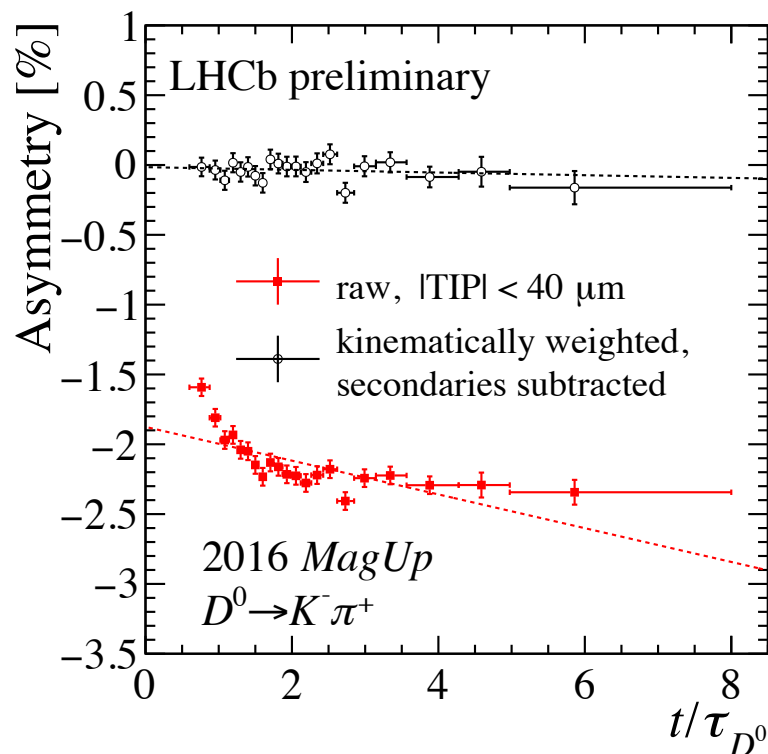 Asymmetry [%]
1
0.5
0
−0.5
−1
−1.5
−2
−2.5
−3
−3.5
LHCb preliminary
raw, |TIP| < 40 μm
kinematically weighted,
secondaries subtracted
2016 MagUp
D⁰→K⁻π⁺
0 2 4 6 8
t/τ_D⁰